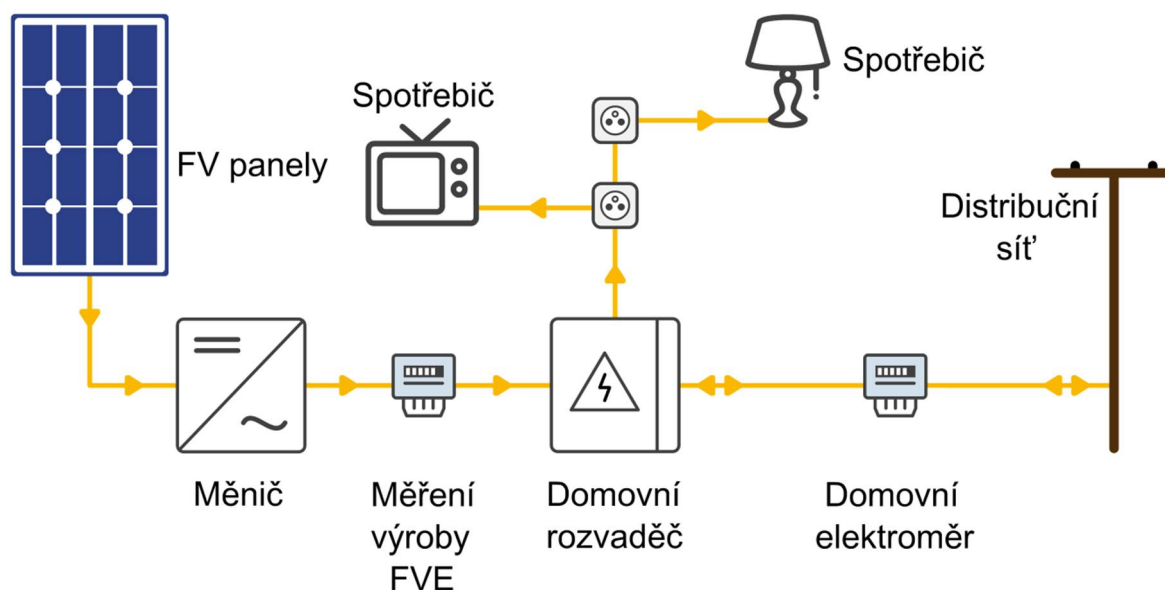 Spotřebič
Spotřebič
FV panely
Distribuční
síť
Měnič
Měření
výroby
FVE
Domovní
rozvaděč
Domovní
elektroměr